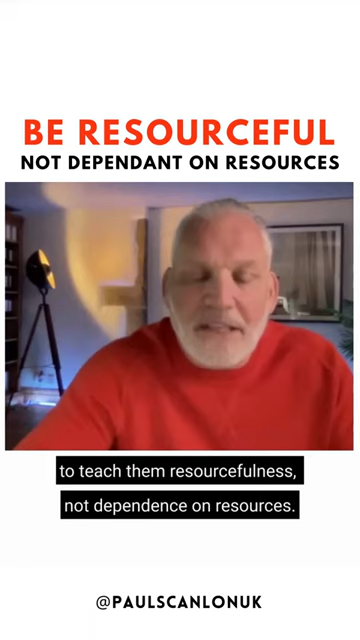 BE RESOURCEFUL
NOT DEPENDANT ON RESOURCES
to teach them resourcefulness,
not dependence on resources.
@PAULSCANLONUK